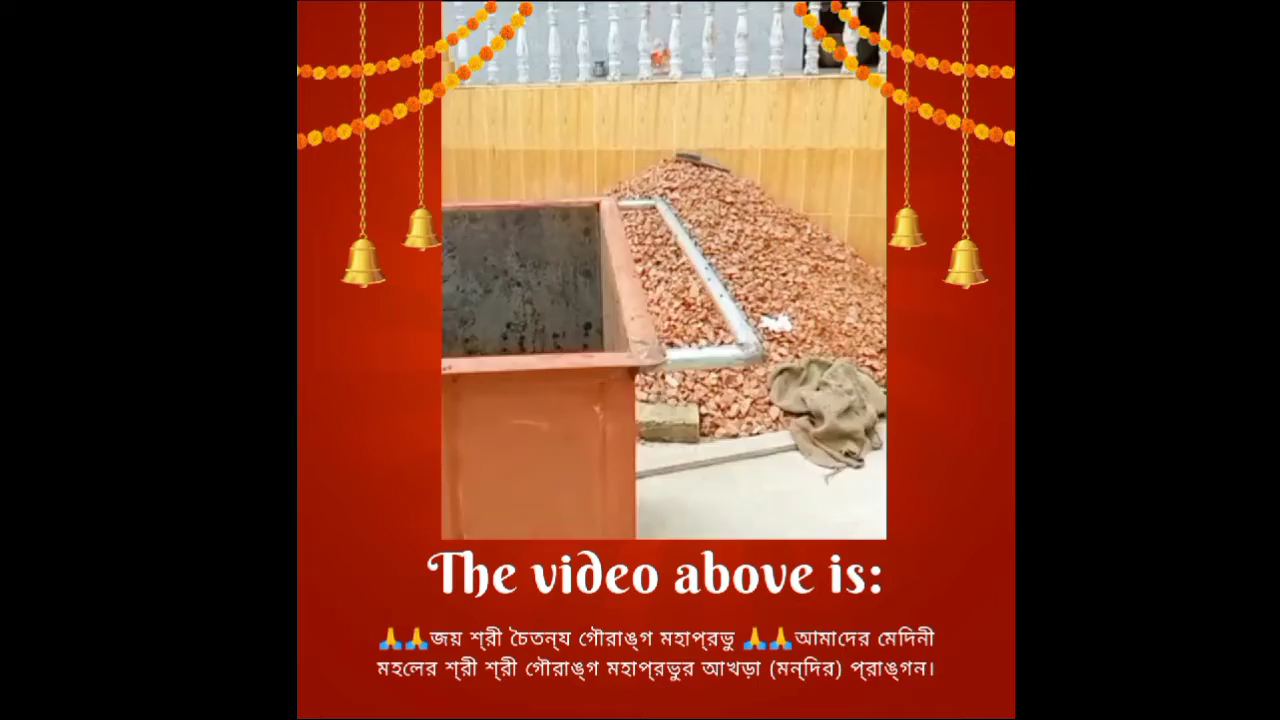 The video above is:
🙏🙏জয় শ্‌রী চৈতন্‌য গৌরাঙ্‌গ মহাপ্‌রভু 🙏🙏আমাদের মেদিনী
মহলের শ্‌রী শ্‌রী গৌরাঙ্‌গ মহাপ্‌রভুর আখড়া (মন্‌দির) প্‌রাঙ্‌গন।